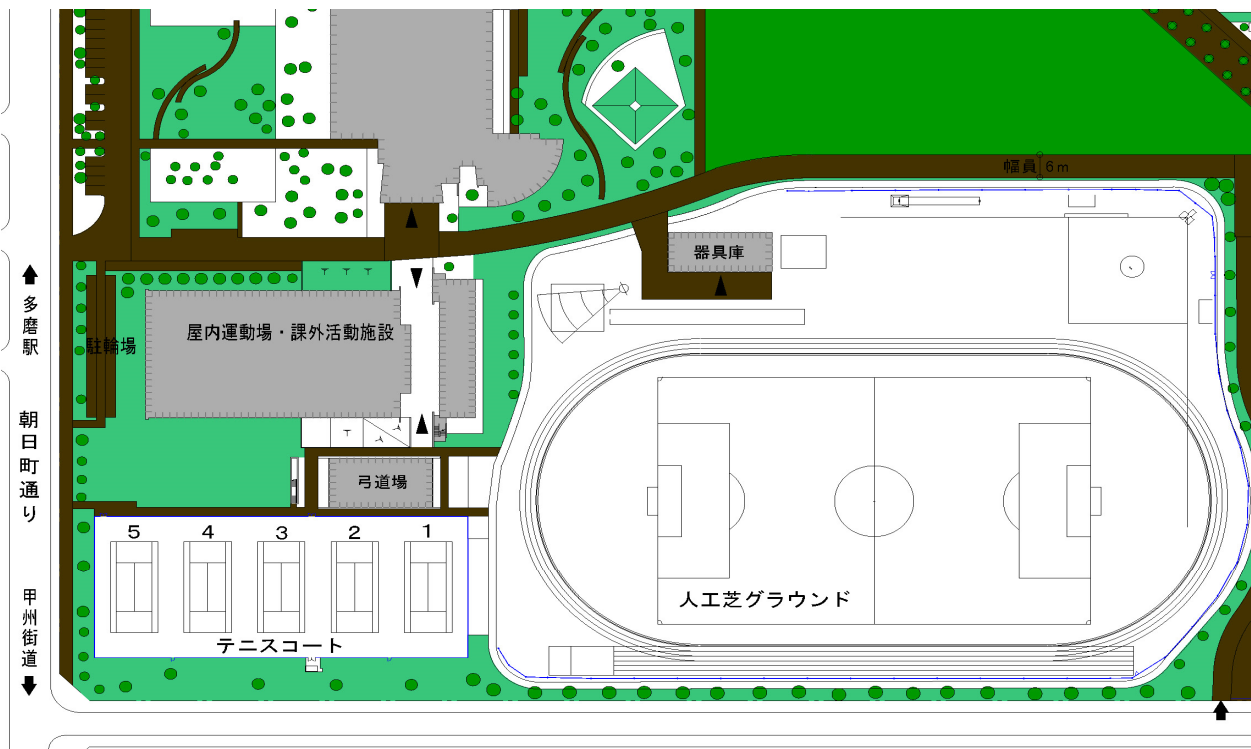 幅員6m
器具庫
多磨駅
屋内運動場・課外活動施設
駐輪場
朝日町通り
弓道場
5 4 3 2 1
人工芝グラウンド
甲州街道
テニスコート